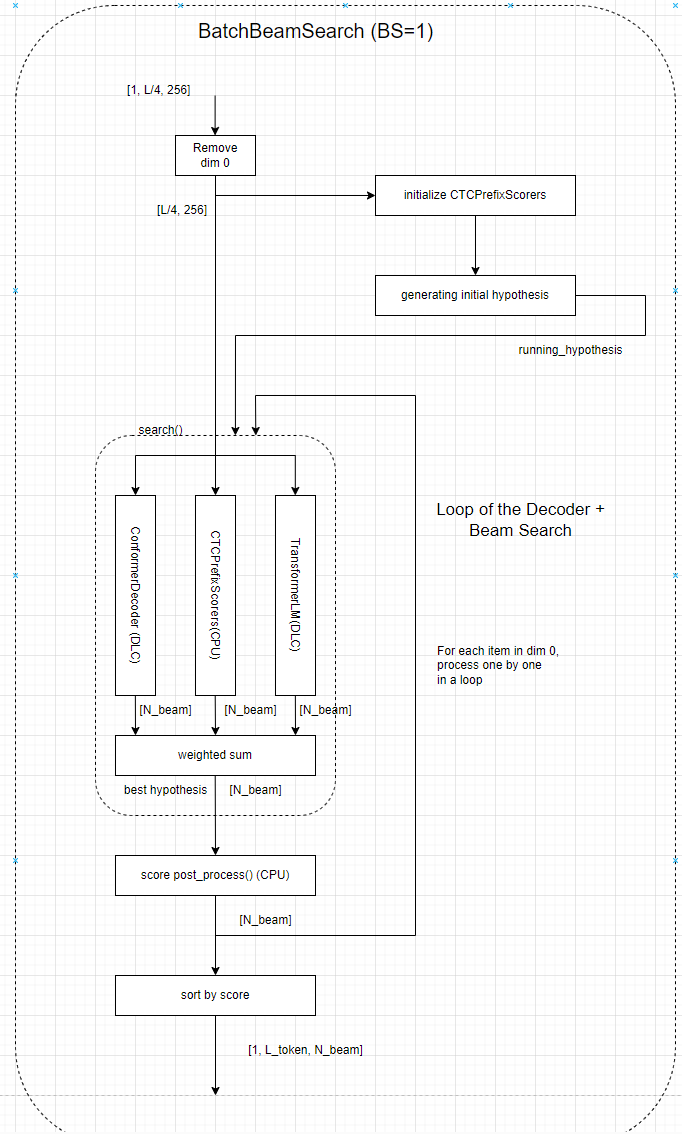 BatchBeamSearch (BS=1)
[1, L/4, 256]
Remove
dim 0
[L/4, 256]
initialize CTCPrefixScorers
generating initial hypothesis
running_hypothesis
search()
ConformerDecoder (DLC)
CTCPrefixScorers(CPU)
TransformerLM (DLC)
Loop of the Decoder +
Beam Search
For each item in dim 0,
process one by one
in a loop
[N_beam]
[N_beam]
[N_beam]
weighted sum
best hypothesis
[N_beam]
score post_process() (CPU)
[N_beam]
sort by score
[1, L_token, N_beam]